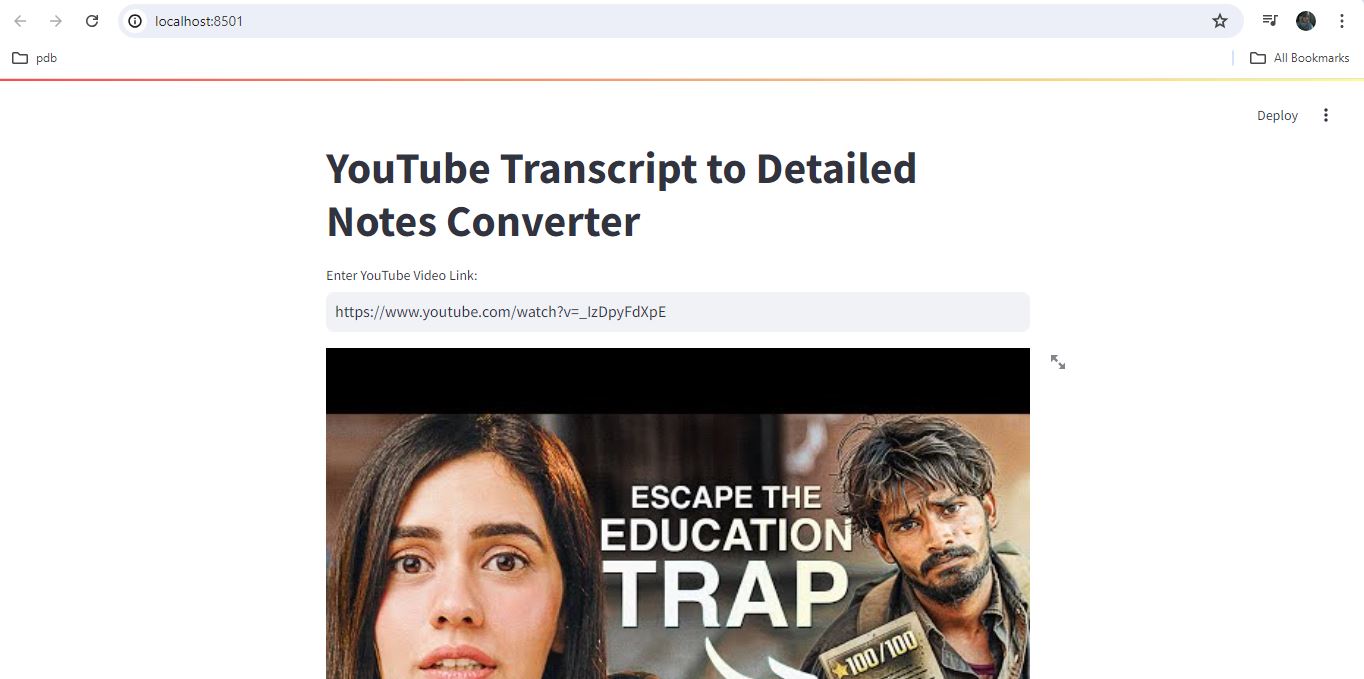 localhost:8501
pdb
All Bookmarks
Deploy
YouTube Transcript to Detailed
Notes Converter
Enter YouTube Video Link:
https://www.youtube.com/watch?v=_IzDpyFdXpE
ESCAPE THE
EDUCATION
TRAP
100/100